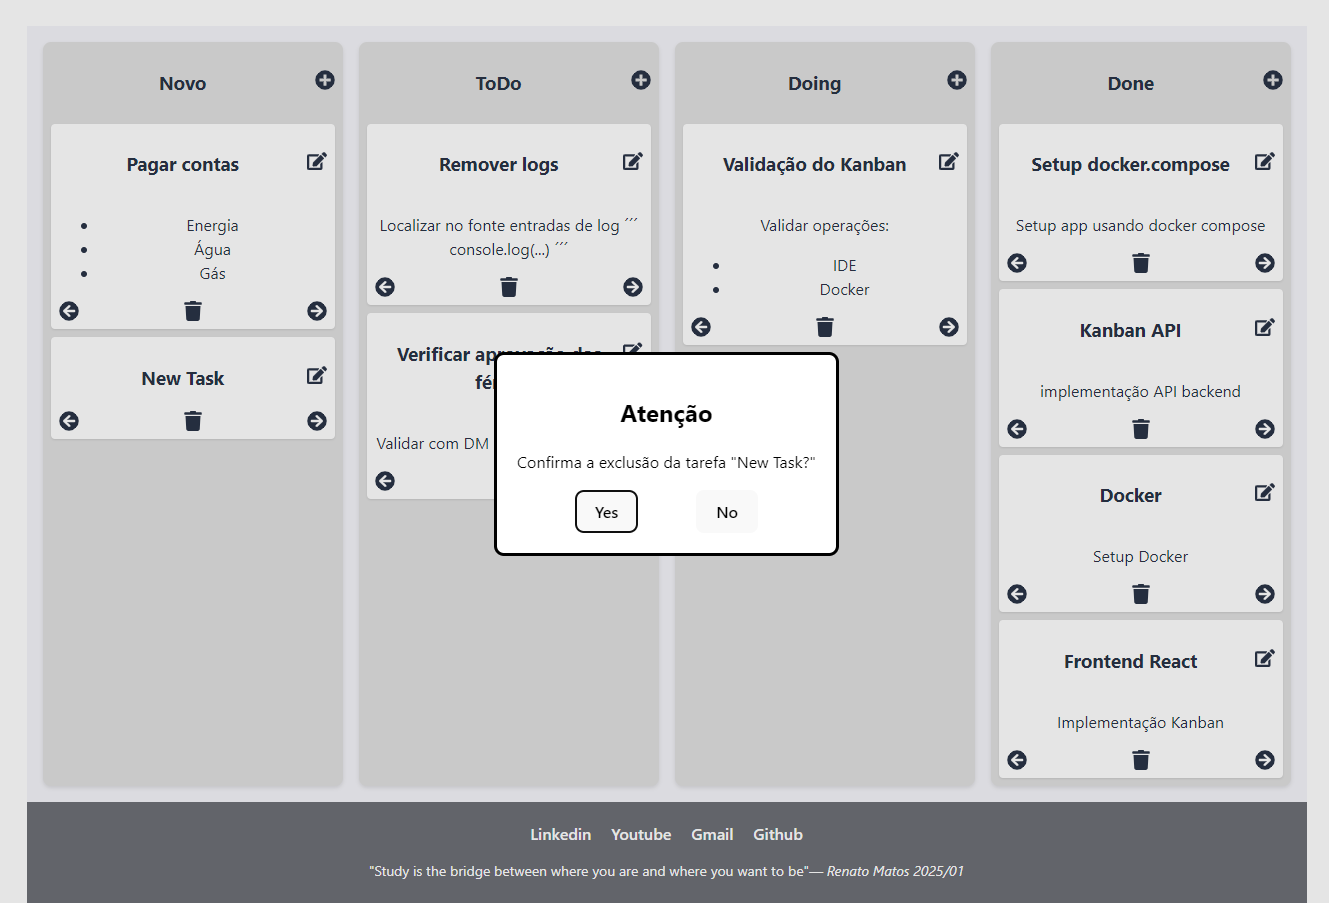 Novo
Pagar contas
Energia
Água
Gás
New Task
ToDo
Remover logs
Localizar no fonte entradas de log ´´´
console.log(...) ´´´
Verificar
Validar com DM
Doing
Validação do Kanban
Validar operações:
IDE
Docker
Done
Setup docker.compose
Setup app usando docker compose
Kanban API
implementação API backend
Docker
Setup Docker
Frontend React
Implementação Kanban
Atenção
Confirma a exclusão da tarefa "New Task?"
Yes
No
Linkedin Youtube Gmail Github
"Study is the bridge between where you are and where you want to be"— Renato Matos 2025/01